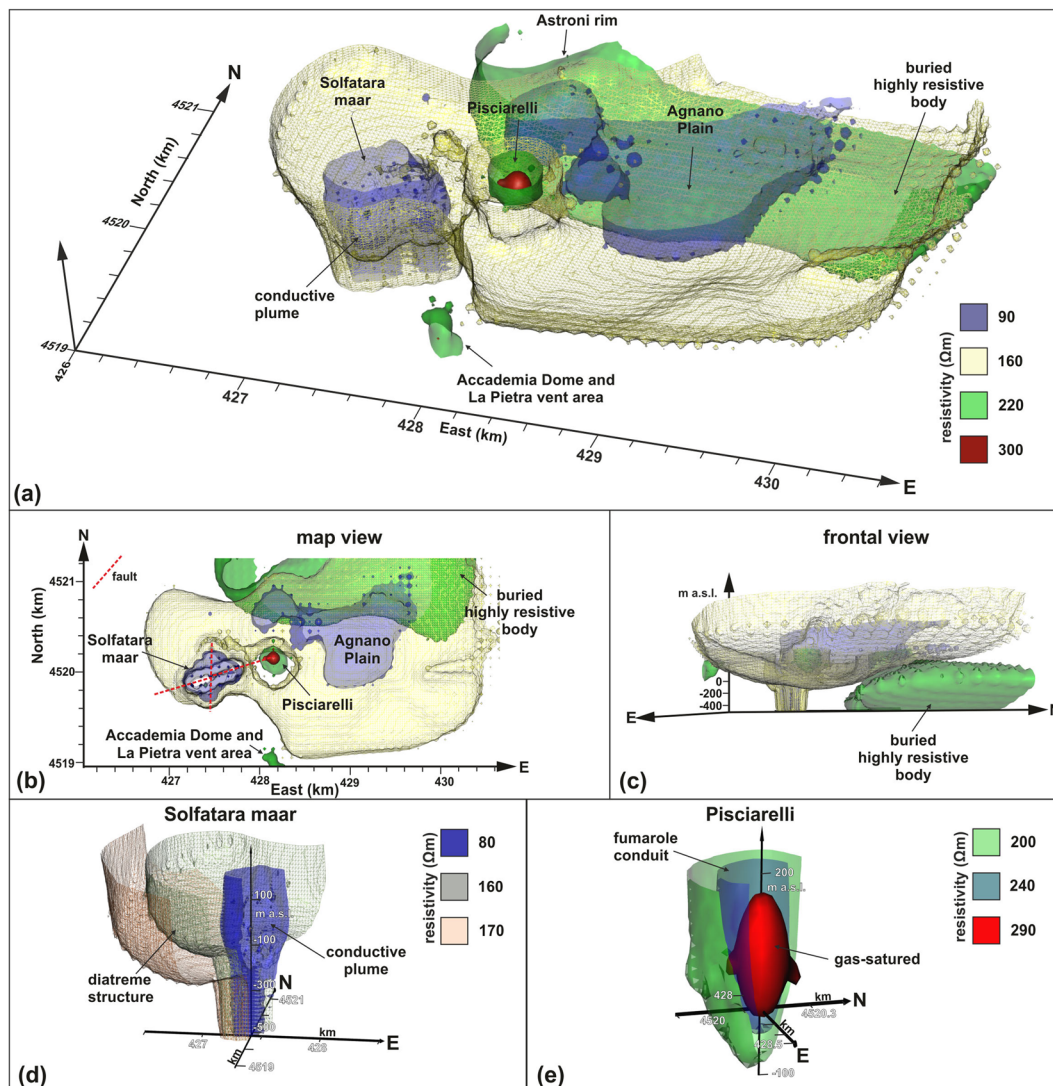 Astroni rim
N
4521
Solfatara
maar
Pisciarelli
Agnano
Plain
buried
highly resistive
body
North (km)
4520
conductive
plume
4519
426
Accademia Dome and
La Pietra vent area
427
428
East (km)
429
430
E
resistivity (Ωm)
90
160
220
300
(a)
N
map view
fault
4521
North (km)
Solfatara
maar
Agnano
Plain
buried
highly resistive
body
4520
Pisciarelli
Accademia Dome and
La Pietra vent area
4519
427
428
429
430
East (km)
E
(b)
frontal view
m a.s.l.
0
-200
-400
E
N
buried
highly resistive
body
(c)
Solfatara maar
resistivity (Ωm)
80
160
170
100
m a.s.l.
-100
-300
-500
diatreme
structure
conductive
plume
N
4521
km
E
427
428
km
4519
(d)
Pisciarelli
fumarole
conduit
200
m a.s.l.
resistivity (Ωm)
200
240
290
gas-satured
428
km
N
4520
4520.3
km
428.5
E
-100
(e)